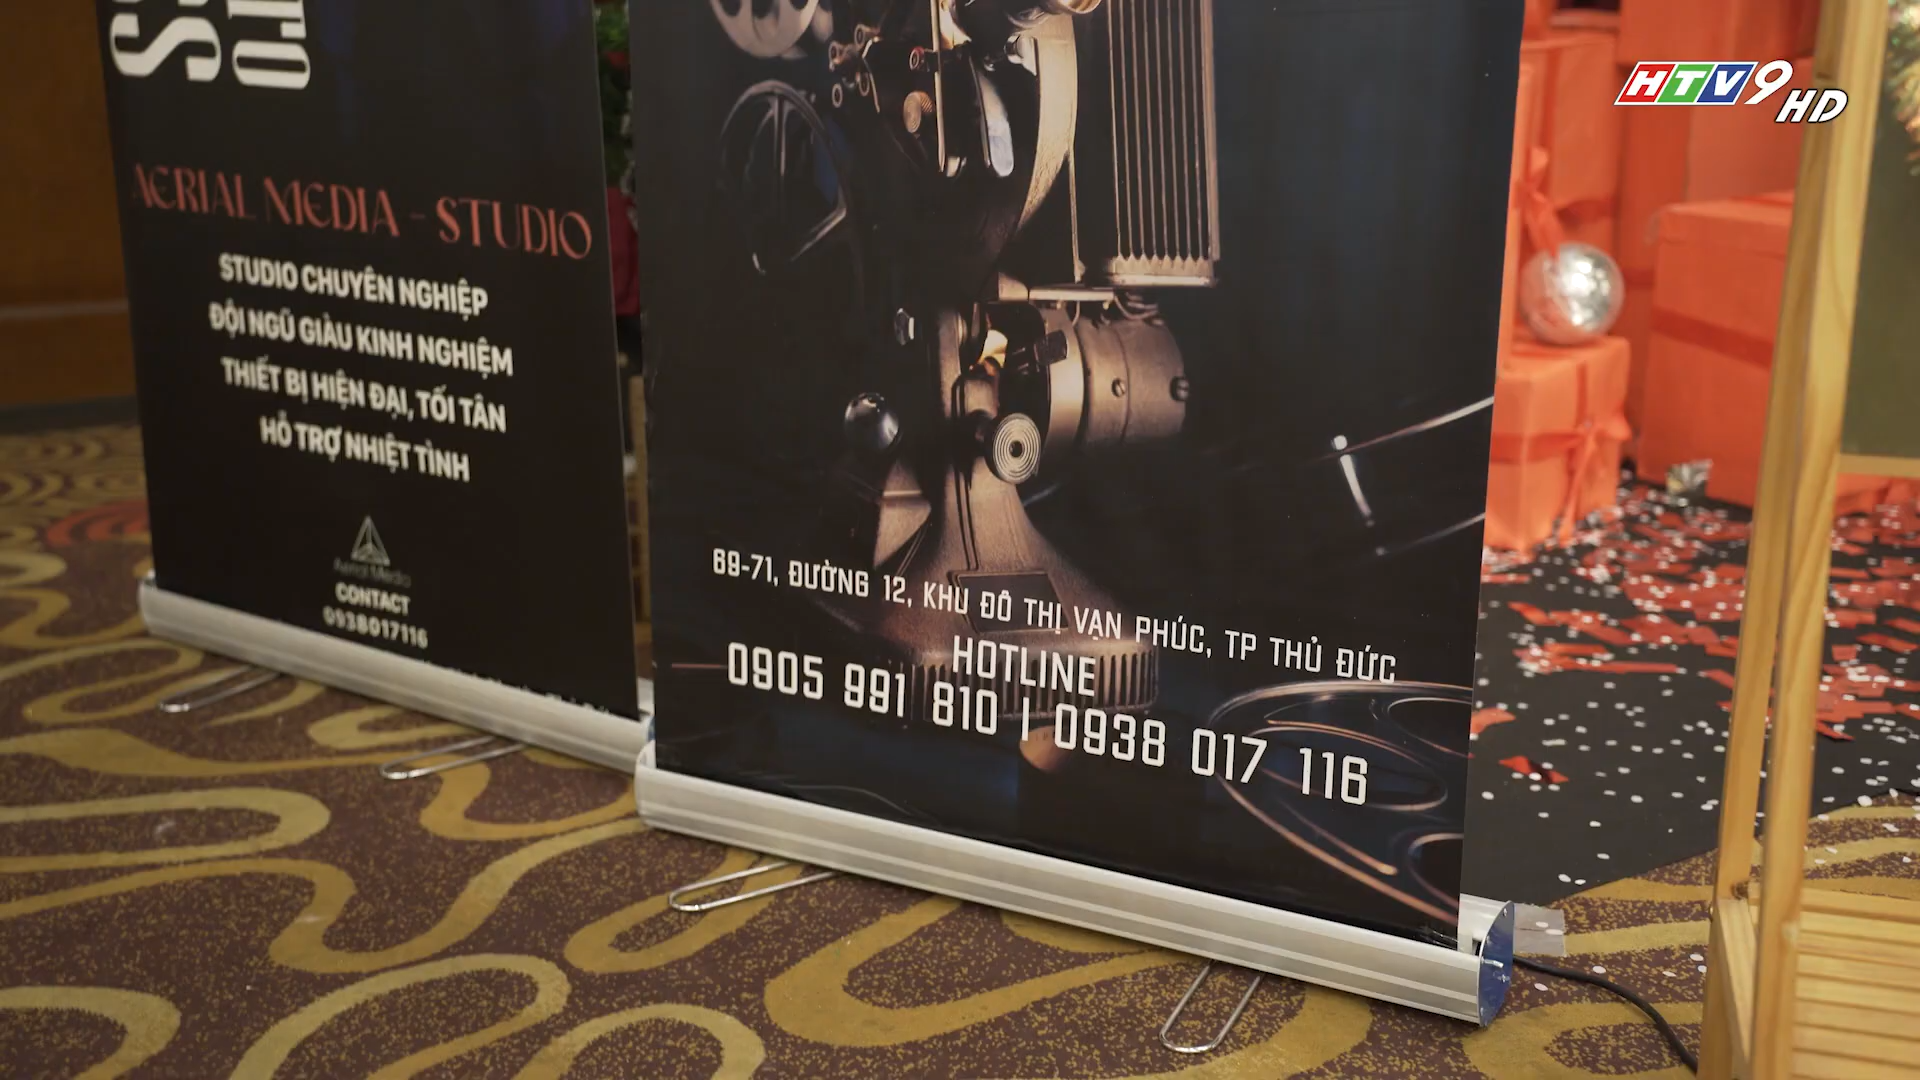 AERIAL MEDIA - STUDIO
STUDIO CHUYÊN NGHIỆP
ĐỘI NGŨ GIÀU KINH NGHIỆM
THIẾT BỊ HIỆN ĐẠI, TỐI TÂN
HỖ TRỢ NHIỆT TÌNH
Aerial Media
CONTACT
0938017116
69-71, ĐƯỜNG 12, KHU ĐÔ THỊ VẠN PHÚC, TP THỦ ĐỨC
HOTLINE
0905 991 810 | 0938 017 116
HTV9 HD